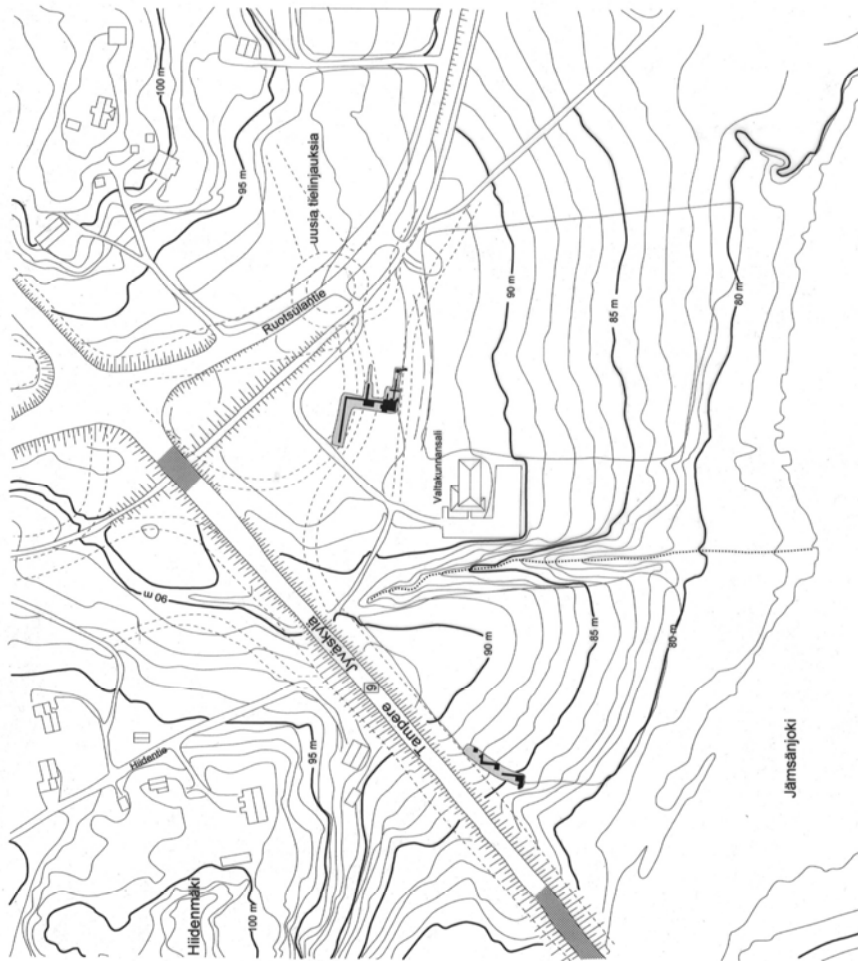 100 m
95 m
uusia tielinjauksia
Ruotsulantie
90 m
85 m
80 m
Valtakunnansali
90 m
Jyväskylä
9
Tampere
90 m
85 m
80 m
Hiidentie
95 m
Hiidenmäki
100 m
Jämsänjoki